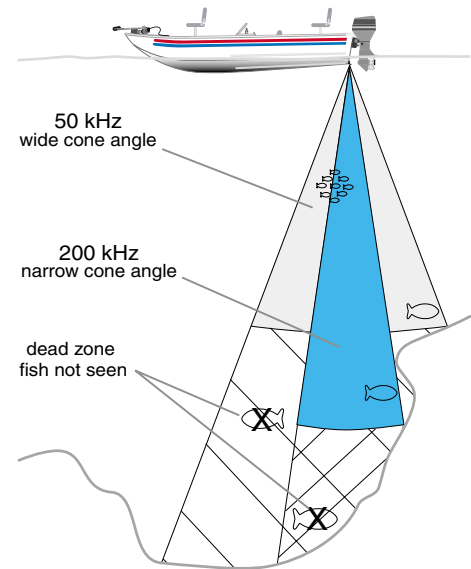 50 kHz
wide cone angle
200 kHz
narrow cone angle
dead zone
fish not seen
X
X